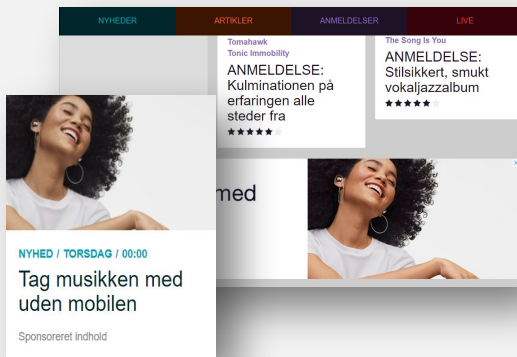 NYHEDER
ARTIKLER
ANMELDELSER
LIVE
Tomahawk
Tonic Immobility
ANMELDELSE:
Kulminationen på
erfaringen alle
steder fra
The Song Is You
ANMELDELSE:
Stilsikkert, smukt
vokaljazzalbum
med
NYHED / TORSDAG / 00:00
Tag musikken med
uden mobilen
Sponsoreret indhold